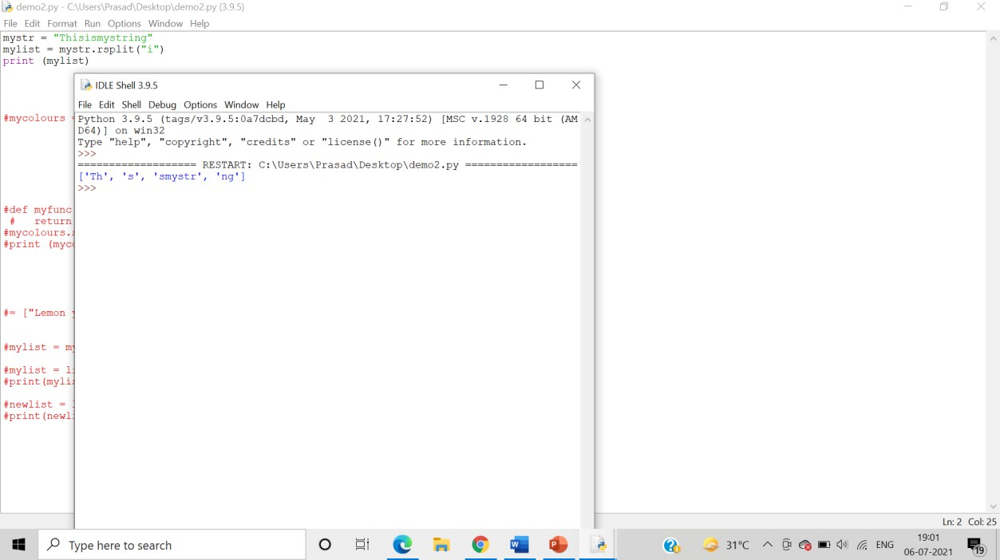 demo2.py - C:\Users\Prasad\Desktop\demo2.py (3.9.5)
File Edit Format Run Options Window Help
mystr = "Thisismystring"
mylist = mystr.rsplit("i")
print (mylist)
IDLE Shell 3.9.5
File Edit Shell Debug Options Window Help
#mycolours
Python 3.9.5 (tags/v3.9.5:0a7dcbd, May  3 2021, 17:27:52) [MSC v.1928 64 bit (AM
D64)] on win32
Type "help", "copyright", "credits" or "license()" for more information.
>>>
=================== RESTART: C:\Users\Prasad\Desktop\demo2.py ==================
['Th', 's', 'smystr', 'ng']
>>>
#def myfunc
#   return
#mycolours.
#print (myco
#= ["Lemon
#mylist = my
#mylist = li
#print(mylis
#newlist =
#print(newli
Ln: 2 Col: 25
Type here to search
31°C
ENG
19:01
06-07-2021
19